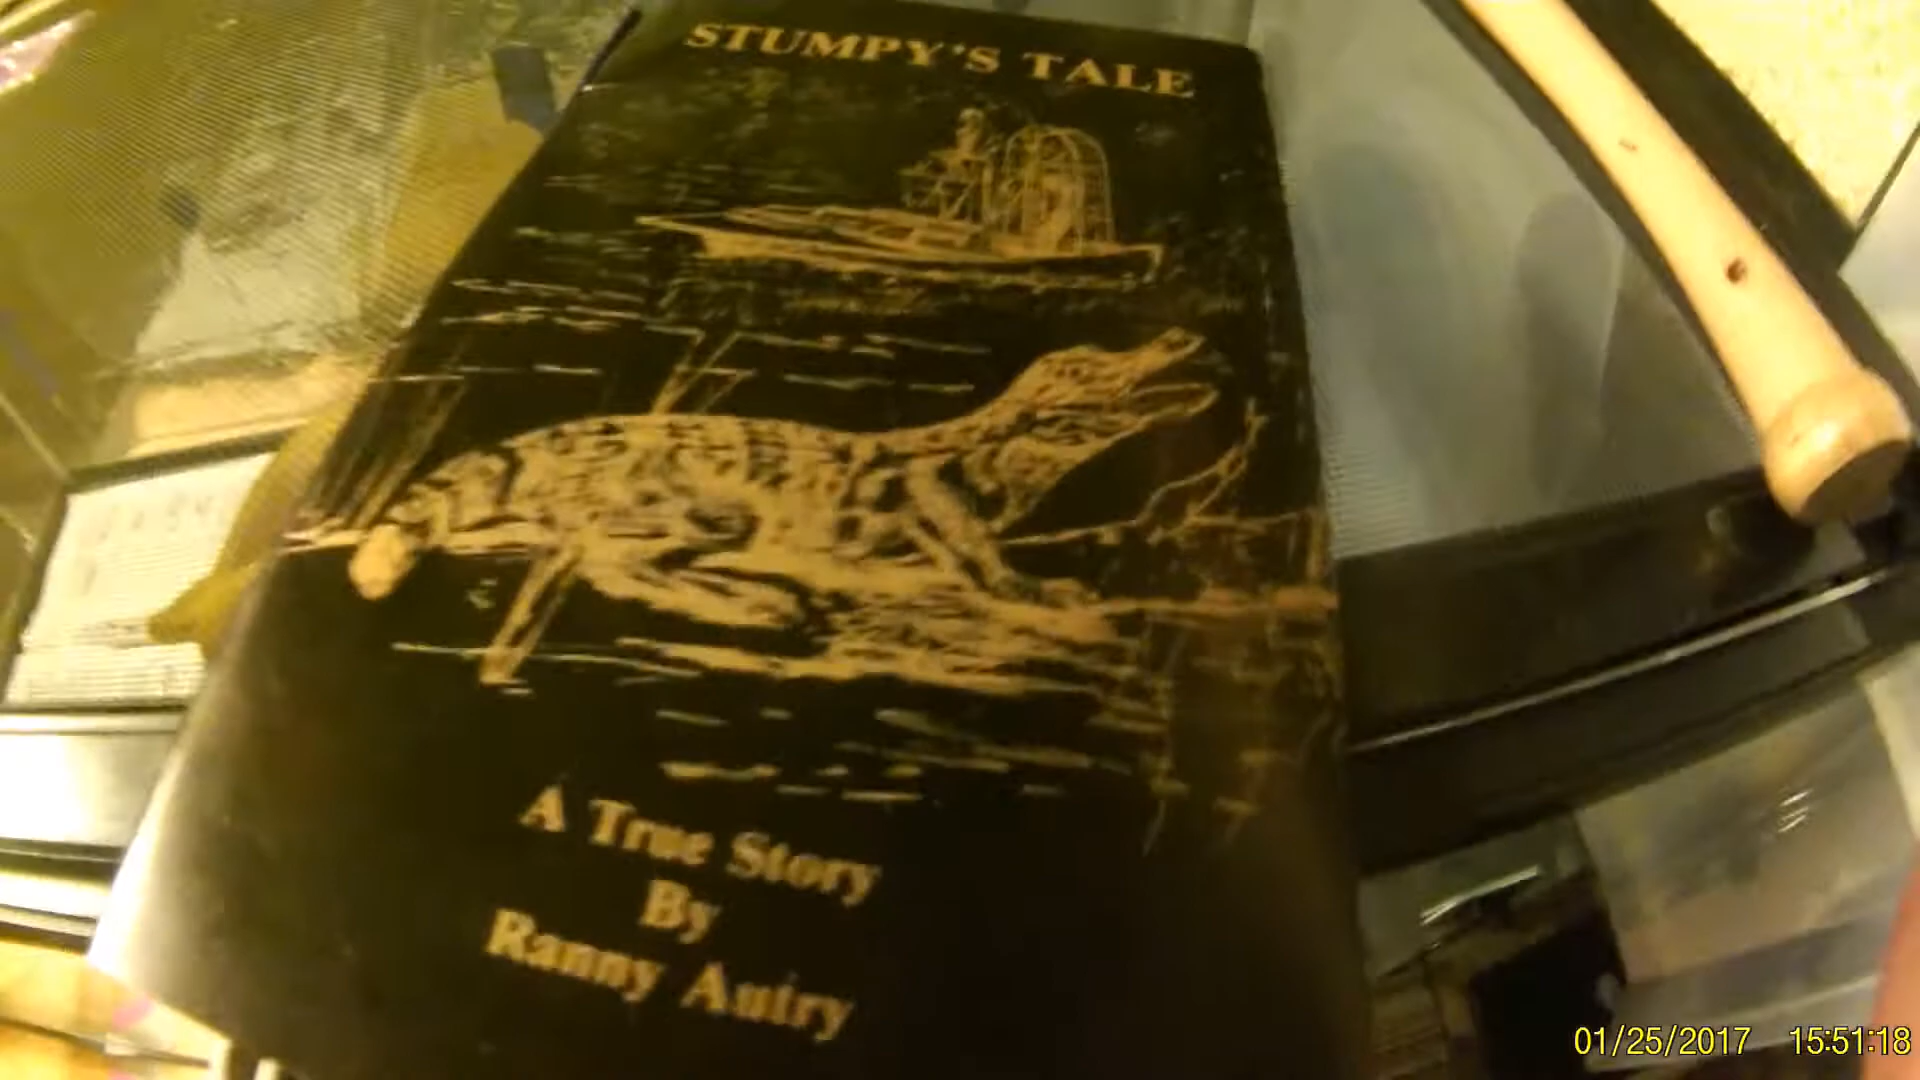 STUMPY'S TALE
A True Story
By
Ranny Autry
01/25/2017 15:51:18